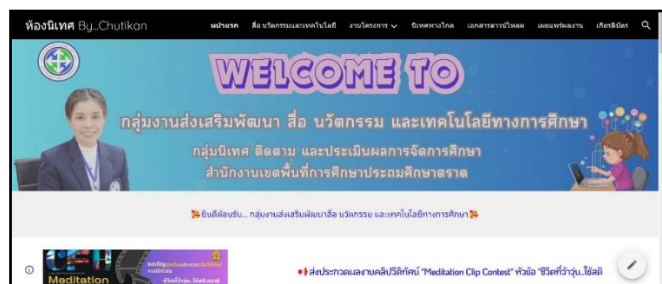 ห้องนิเทศ By...Chutikan
หน้าแรก สื่อ นวัตกรรมและเทคโนโลยี งานโครงการ นิเทศทางไกล เอกสารดาวน์โหลด เผยแพร่ผลงาน เกียรติบัตร
WELCOME TO
กลุ่มงานส่งเสริมพัฒนา สื่อ นวัตกรรม และเทคโนโลยีทางการศึกษา
กลุ่มนิเทศ ติดตาม และประเมินผลการจัดการศึกษา
สำนักงานเขตพื้นที่การศึกษาประถมศึกษาตราด
ยินดีต้อนรับ... กลุ่มงานส่งเสริมพัฒนาสื่อ นวัตกรรม และเทคโนโลยีทางการศึกษา
Meditation
ส่งประกวดผลงานคลิปวีดิทัศน์ "Meditation Clip Contest" หัวข้อ "ชีวิตที่ว้าวุ่น..ใช้สติ